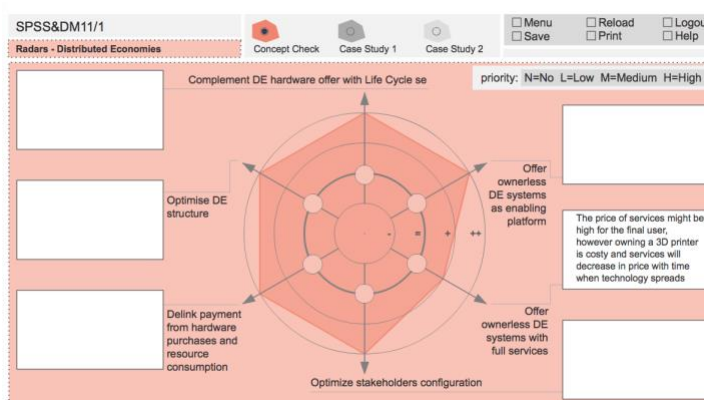 SPSS&DM11/1
Radars - Distributed Economies
Concept Check
Case Study 1
Case Study 2
Menu
Reload
Logou
Save
Print
Help
Complement DE hardware offer with Life Cycle se
priority: N=No L=Low M=Medium H=High
Optimise DE
structure
Offer
ownerless
DE systems
as enabling
platform
- = + ++
The price of services might be
high for the final user,
however owning a 3D printer
is costy and services will
decrease in price with time
when technology spreads
Delink payment
from hardware
purchases and
resource
consumption
Offer
ownerless DE
systems with
full services
Optimize stakeholders configuration